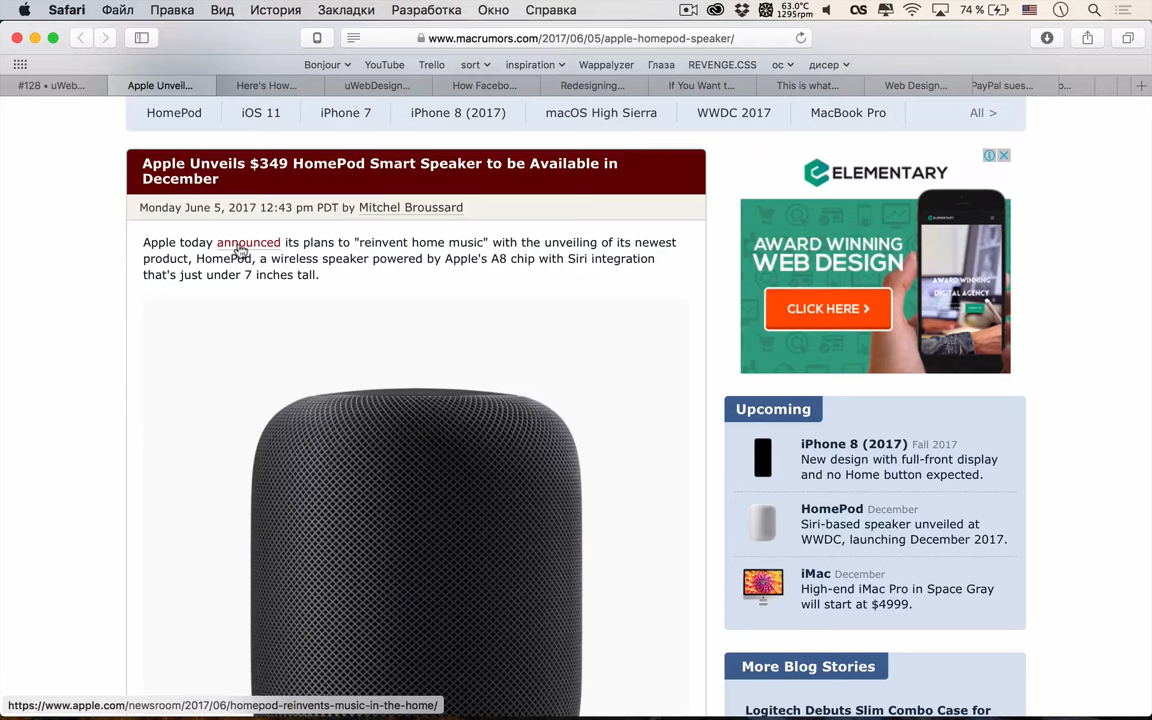 Safari Файл Правка Вид История Закладки Разработка Окно Справка 63.0°C 1295rpm 74 %
www.macrumors.com/2017/06/05/apple-homepod-speaker/
Bonjour YouTube Trello sort inspiration Wappalyzer Глаза REVENGE.CSS ос дисер
#128 – uWeb... Apple Unveil... Here's How... uWebDesign... How Facebo... Redesigning... If You Want t... This is what... Web Design... PayPal sues...
HomePod iOS 11 iPhone 7 iPhone 8 (2017) macOS High Sierra WWDC 2017 MacBook Pro All >
Apple Unveils $349 HomePod Smart Speaker to be Available in
December
Monday June 5, 2017 12:43 pm PDT by Mitchel Broussard
Apple today announced its plans to "reinvent home music" with the unveiling of its newest
product, HomePod, a wireless speaker powered by Apple's A8 chip with Siri integration
that's just under 7 inches tall.
ELEMENTARY
AWARD WINNING
WEB DESIGN
CLICK HERE >
AWARD WINNING
DIGITAL AGENCY
Upcoming
iPhone 8 (2017) Fall 2017
New design with full-front display
and no Home button expected.
HomePod December
Siri-based speaker unveiled at
WWDC, launching December 2017.
iMac December
High-end iMac Pro in Space Gray
will start at $4999.
More Blog Stories
Logitech Debuts Slim Combo Case for
https://www.apple.com/newsroom/2017/06/homepod-reinvents-music-in-the-home/